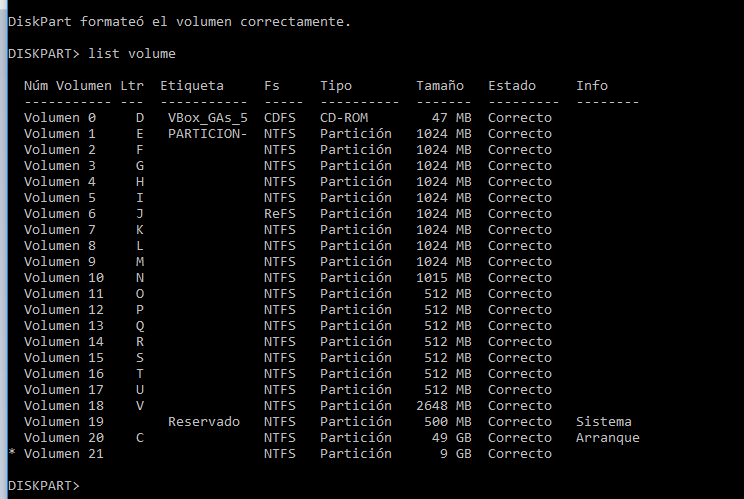 DiskPart formateó el volumen correctamente.
DISKPART> list volume
Núm Volumen Ltr  Etiqueta     Fs     Tipo        Tamaño   Estado     Info
----------- ---  -----------  -----  ----------  -------  ---------  --------
Volumen 0     D   VBox_GAs_5  CDFS   CD-ROM        47 MB  Correcto
Volumen 1     E   PARTICION-  NTFS   Partición   1024 MB  Correcto
Volumen 2     F               NTFS   Partición   1024 MB  Correcto
Volumen 3     G               NTFS   Partición   1024 MB  Correcto
Volumen 4     H               NTFS   Partición   1024 MB  Correcto
Volumen 5     I               NTFS   Partición   1024 MB  Correcto
Volumen 6     J               ReFS   Partición   1024 MB  Correcto
Volumen 7     K               NTFS   Partición   1024 MB  Correcto
Volumen 8     L               NTFS   Partición   1024 MB  Correcto
Volumen 9     M               NTFS   Partición   1024 MB  Correcto
Volumen 10    N               NTFS   Partición   1015 MB  Correcto
Volumen 11    O               NTFS   Partición    512 MB  Correcto
Volumen 12    P               NTFS   Partición    512 MB  Correcto
Volumen 13    Q               NTFS   Partición    512 MB  Correcto
Volumen 14    R               NTFS   Partición    512 MB  Correcto
Volumen 15    S               NTFS   Partición    512 MB  Correcto
Volumen 16    T               NTFS   Partición    512 MB  Correcto
Volumen 17    U               NTFS   Partición    512 MB  Correcto
Volumen 18    V               NTFS   Partición   2648 MB  Correcto
Volumen 19        Reservado   NTFS   Partición    500 MB  Correcto   Sistema
Volumen 20    C               NTFS   Partición     49 GB  Correcto   Arranque
* Volumen 21                    NTFS   Partición      9 GB  Correcto
DISKPART>